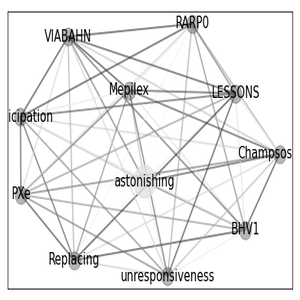 RARP0
VIABAHN
Mepilex
LESSONS
icipation
Champsos
astonishing
PXe
BHV1
Replacing
unresponsiveness